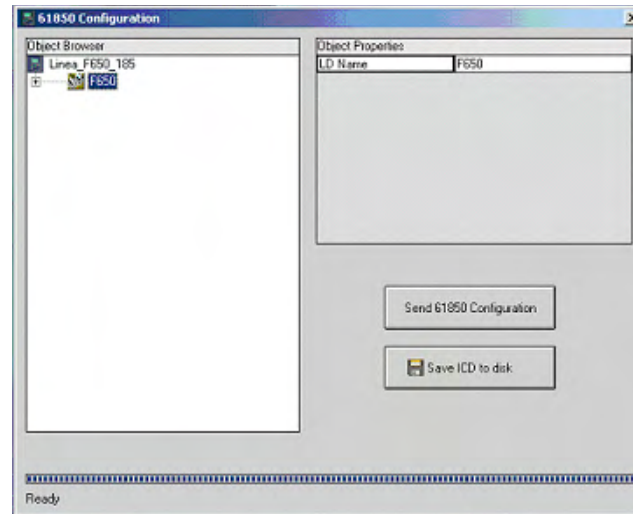 61850 Configuration
Object Browser
Linea_F650_185
F650
Object Properties
LD Name F650
Send 61850 Configuration
Save ICD to disk
Ready